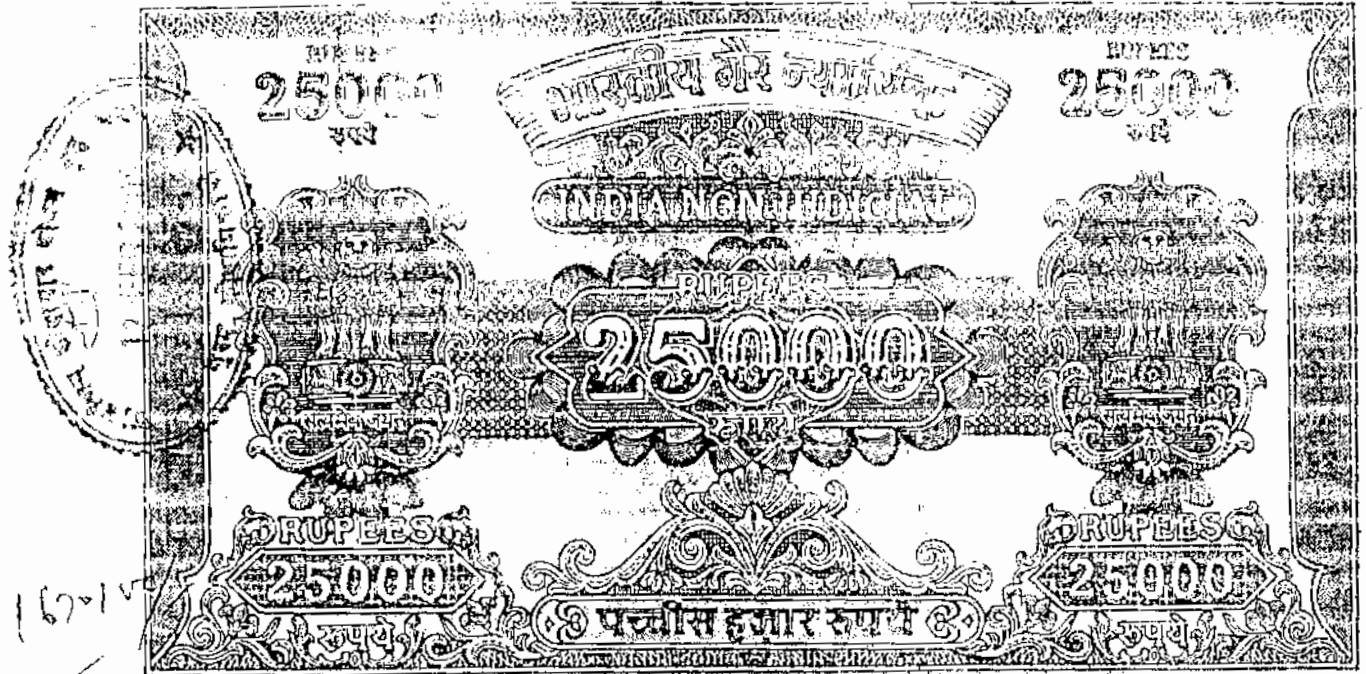 RUPEES
25000
रुपये
भारतीय गैर न्यायिक
INDIA NON JUDICIAL
RUPEES
25000
रुपये
RUPEES
25000
रुपये
RUPEES
25000
रुपये
पच्चीस हजार रुपये
RUPEES
25000
रुपये